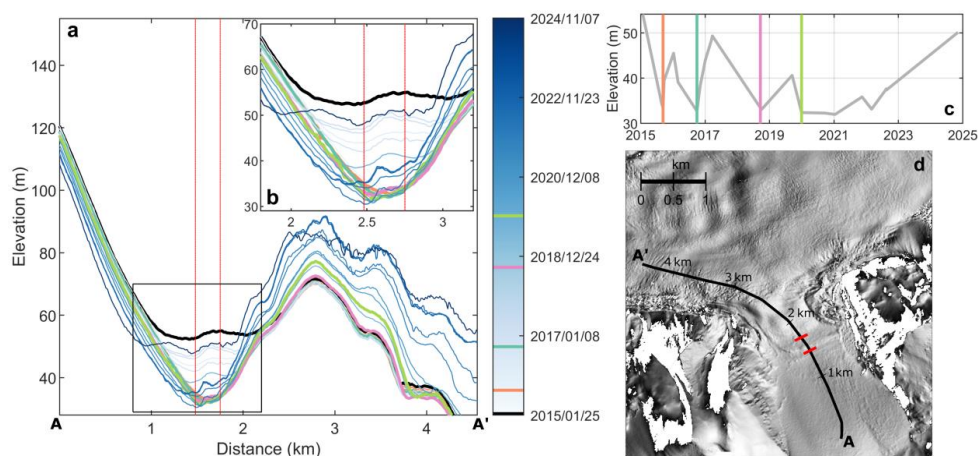 a
140
120
100
80
60
40
Elevation (m)
A
1
2
3
4
A'
Distance (km)
b
70
60
50
40
30
2
2.5
3
2024/11/07
2022/11/23
2020/12/08
2018/12/24
2017/01/08
2015/01/25
c
50
40
30
Elevation (m)
2015
2017
2019
2021
2023
2025
d
km
0
0.5
1
A'
4 km
3 km
2 km
1km
A